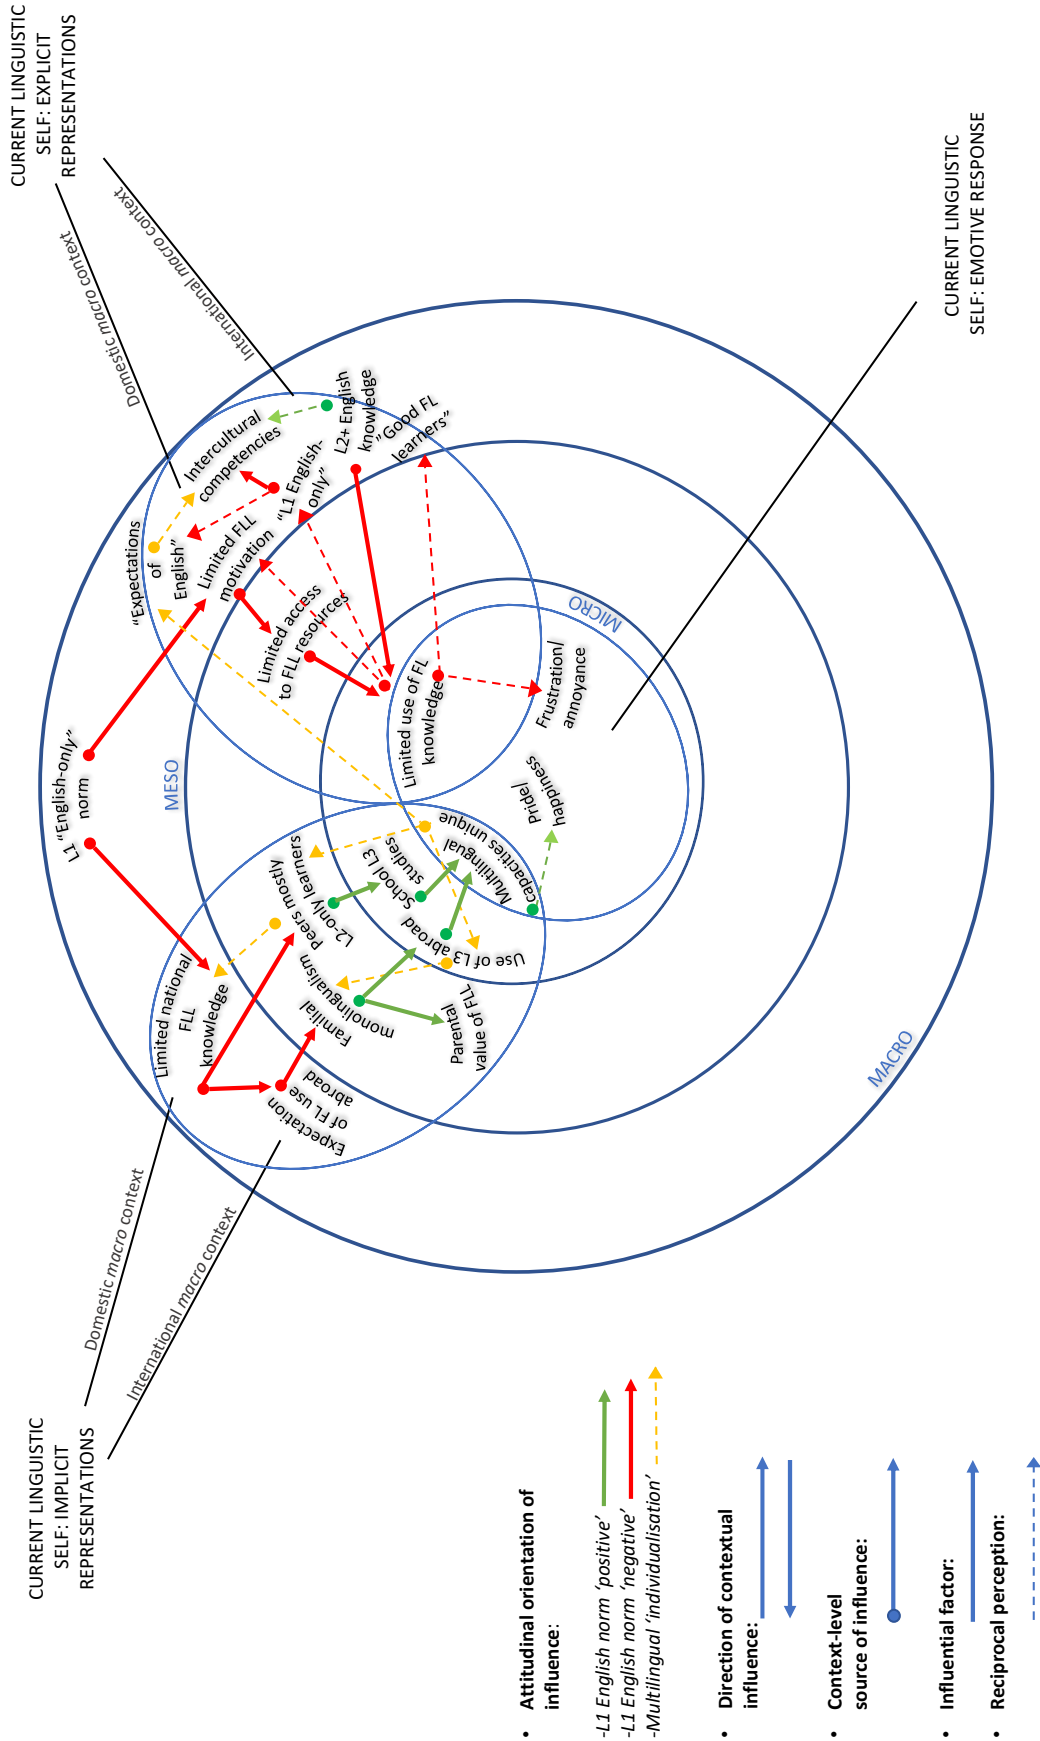 CURRENT LINGUISTIC
SELF: IMPLICIT
REPRESENTATIONS
Domestic macro context
International macro context
CURRENT LINGUISTIC
SELF: EXPLICIT
REPRESENTATIONS
Domestic macro context
International macro context
L1 “English-only”
norm
MESO
Limited national
FLL
knowledge
Expectation
of FL use
abroad
Familial
monolingualism
Peers mostly
L2-only learners
School L3
studies
Multilingual
capacities unique
Use of L3 abroad
Parental
value of FLL
Pride/
happiness
“Expectations
of
English”
Intercultural
competencies
Limited FLL
motivation
“L1 English-
only”
L2+ English
knowledge
„Good FL
learners”
Limited access
to FLL resources
Limited use of FL
knowledge
Frustration/
annoyance
MICRO
MACRO
CURRENT LINGUISTIC
SELF: EMOTIVE RESPONSE
• Attitudinal orientation of
influence:
-L1 English norm ‘positive’
-L1 English norm ‘negative’
-Multilingual ‘individualisation’
• Direction of contextual
influence:
• Context-level
source of influence:
• Influential factor:
• Reciprocal perception: